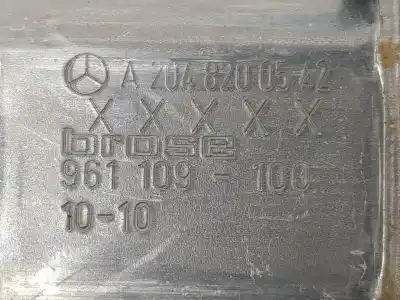 A 204 820 05 42
X X X X X
brose
961 109 - 100
10-10